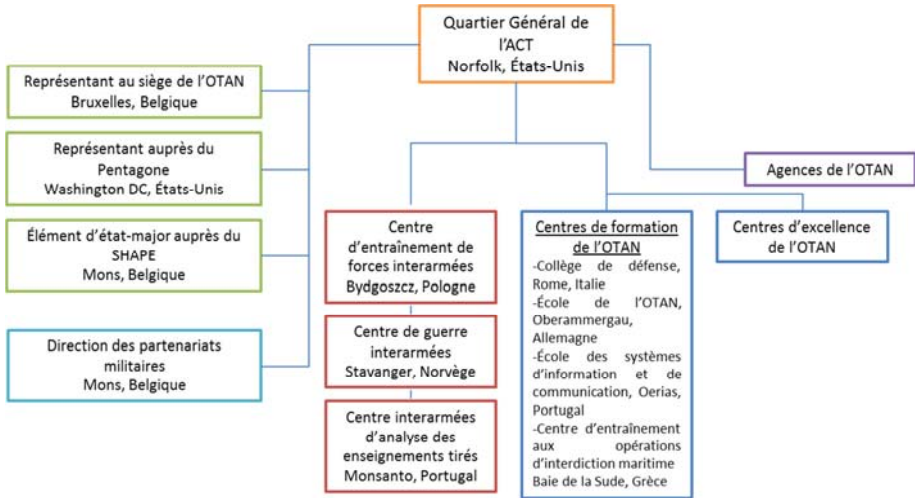 Quartier Général de
l'ACT
Norfolk, États-Unis
Représentant au siège de l'OTAN
Bruxelles, Belgique
Représentant auprès du
Pentagone
Washington DC, États-Unis
Élément d'état-major auprès du
SHAPE
Mons, Belgique
Direction des partenariats
militaires
Mons, Belgique
Centre
d'entraînement de
forces interarmées
Bydgoszcz, Pologne
Centre de guerre
interarmées
Stavanger, Norvège
Centre interarmées
d'analyse des
enseignements tirés
Monsanto, Portugal
Centres de formation
de l'OTAN
-Collège de défense,
Rome, Italie
-École de l'OTAN,
Oberammergau,
Allemagne
-École des systèmes
d'information et de
communication, Oerias,
Portugal
-Centre d'entraînement
aux opérations
d'interdiction maritime
Baie de la Sude, Grèce
Agences de l'OTAN
Centres d'excellence
de l'OTAN